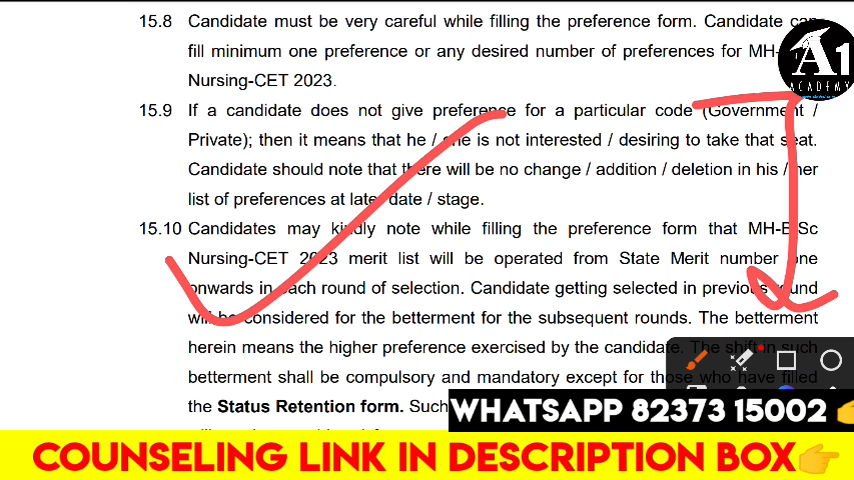 15.8 Candidate must be very careful while filling the preference form. Candidate can
fill minimum one preference or any desired number of preferences for MH-
Nursing-CET 2023.
15.9 If a candidate does not give preference for a particular code (Government /
Private); then it means that he / she is not interested / desiring to take that seat.
Candidate should note that there will be no change / addition / deletion in his / her
list of preferences at later date / stage.
15.10 Candidates may kindly note while filling the preference form that MH-B.Sc
Nursing-CET 2023 merit list will be operated from State Merit number one
onwards in each round of selection. Candidate getting selected in previous round
will be considered for the betterment for the subsequent rounds. The betterment
herein means the higher preference exercised by the candidate. The shift in such
betterment shall be compulsory and mandatory except for those who have filled
the Status Retention form. Such
A1
ACADEMY
WHATSAPP 82373 15002
COUNSELING LINK IN DESCRIPTION BOX